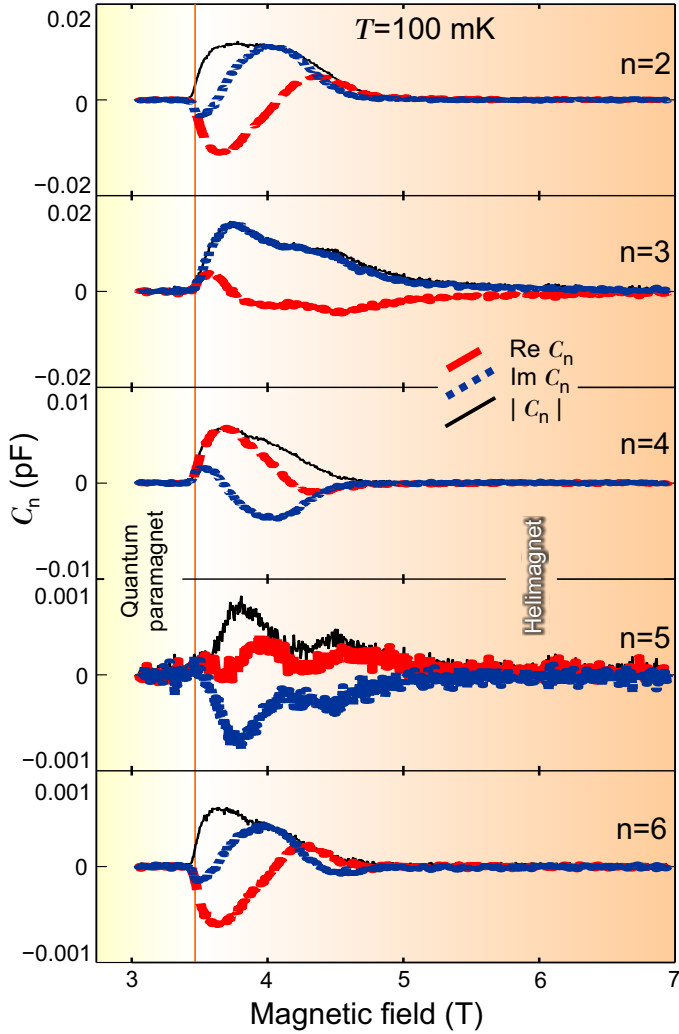 T=100 mK
0.02
0
−0.02
n=2
0.02
0
−0.02
n=3
Re Cn
Im Cn
| Cn |
0.01
0
−0.01
n=4
Cn (pF)
Quantum
paramagnet
Helimagnet
0.001
0
−0.001
n=5
0.001
0
−0.001
n=6
3
4
5
6
7
Magnetic field (T)